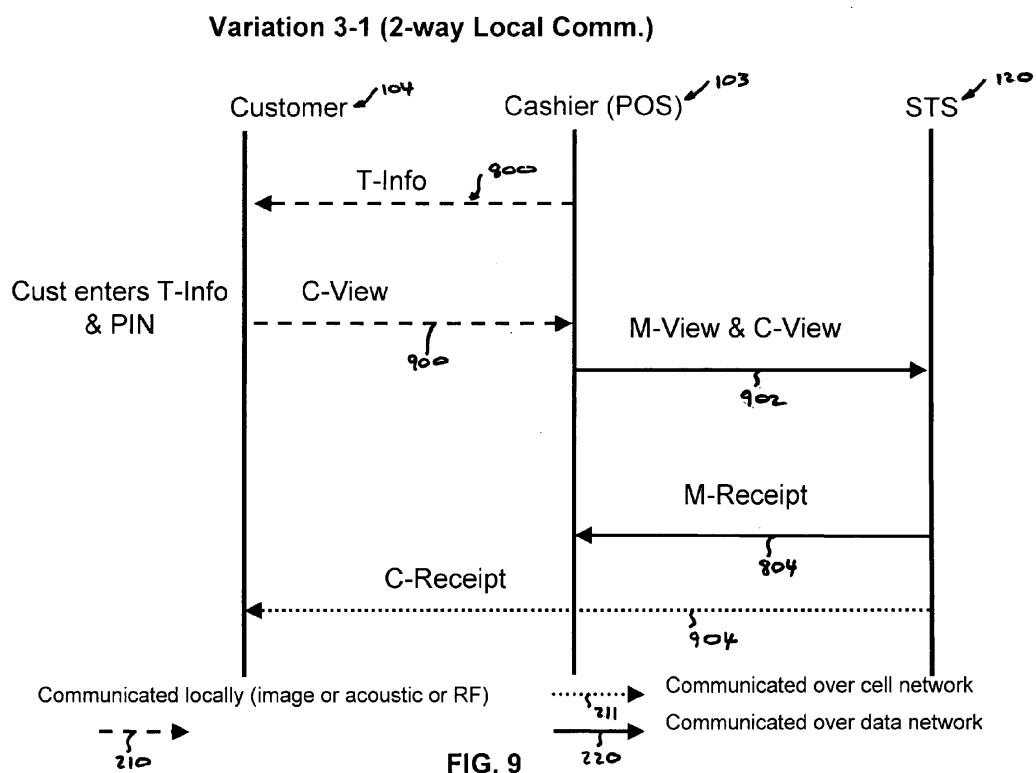 Variation 3-1 (2-way Local Comm.)
Customer 104
Cashier (POS) 103
STS 120
T-Info 800
Cust enters T-Info
& PIN
C-View
900
M-View & C-View
902
M-Receipt
804
C-Receipt
904
Communicated locally (image or acoustic or RF)
210
Communicated over cell network
211
Communicated over data network
220
FIG. 9